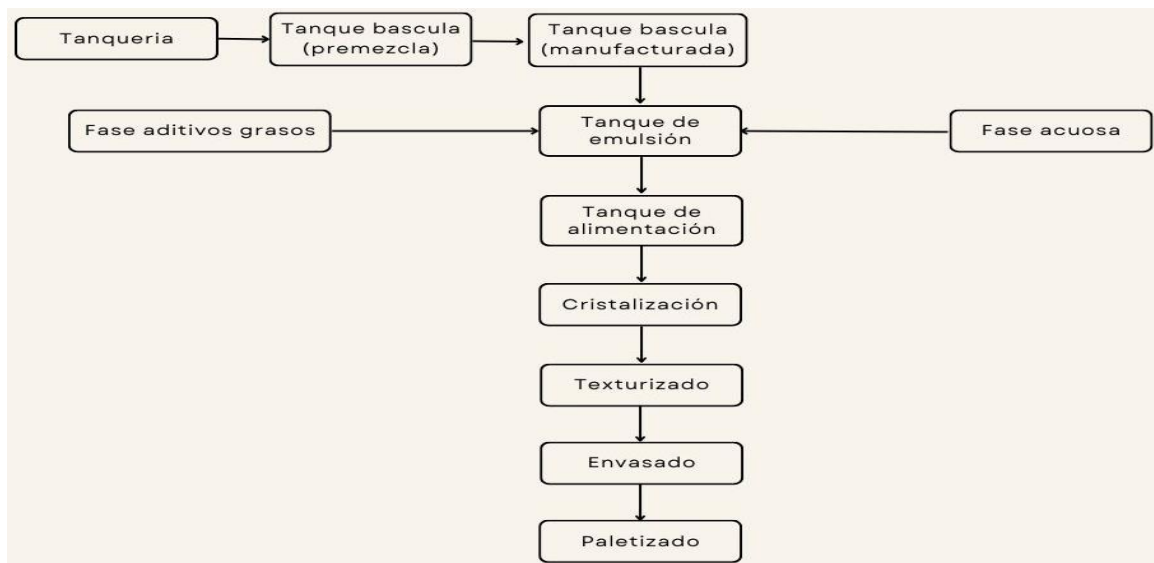 Tanqueria
Tanque bascula
(premezcla)
Tanque bascula
(manufacturada)
Fase aditivos grasos
Tanque de
emulsión
Fase acuosa
Tanque de
alimentación
Cristalización
Texturizado
Envasado
Paletizado